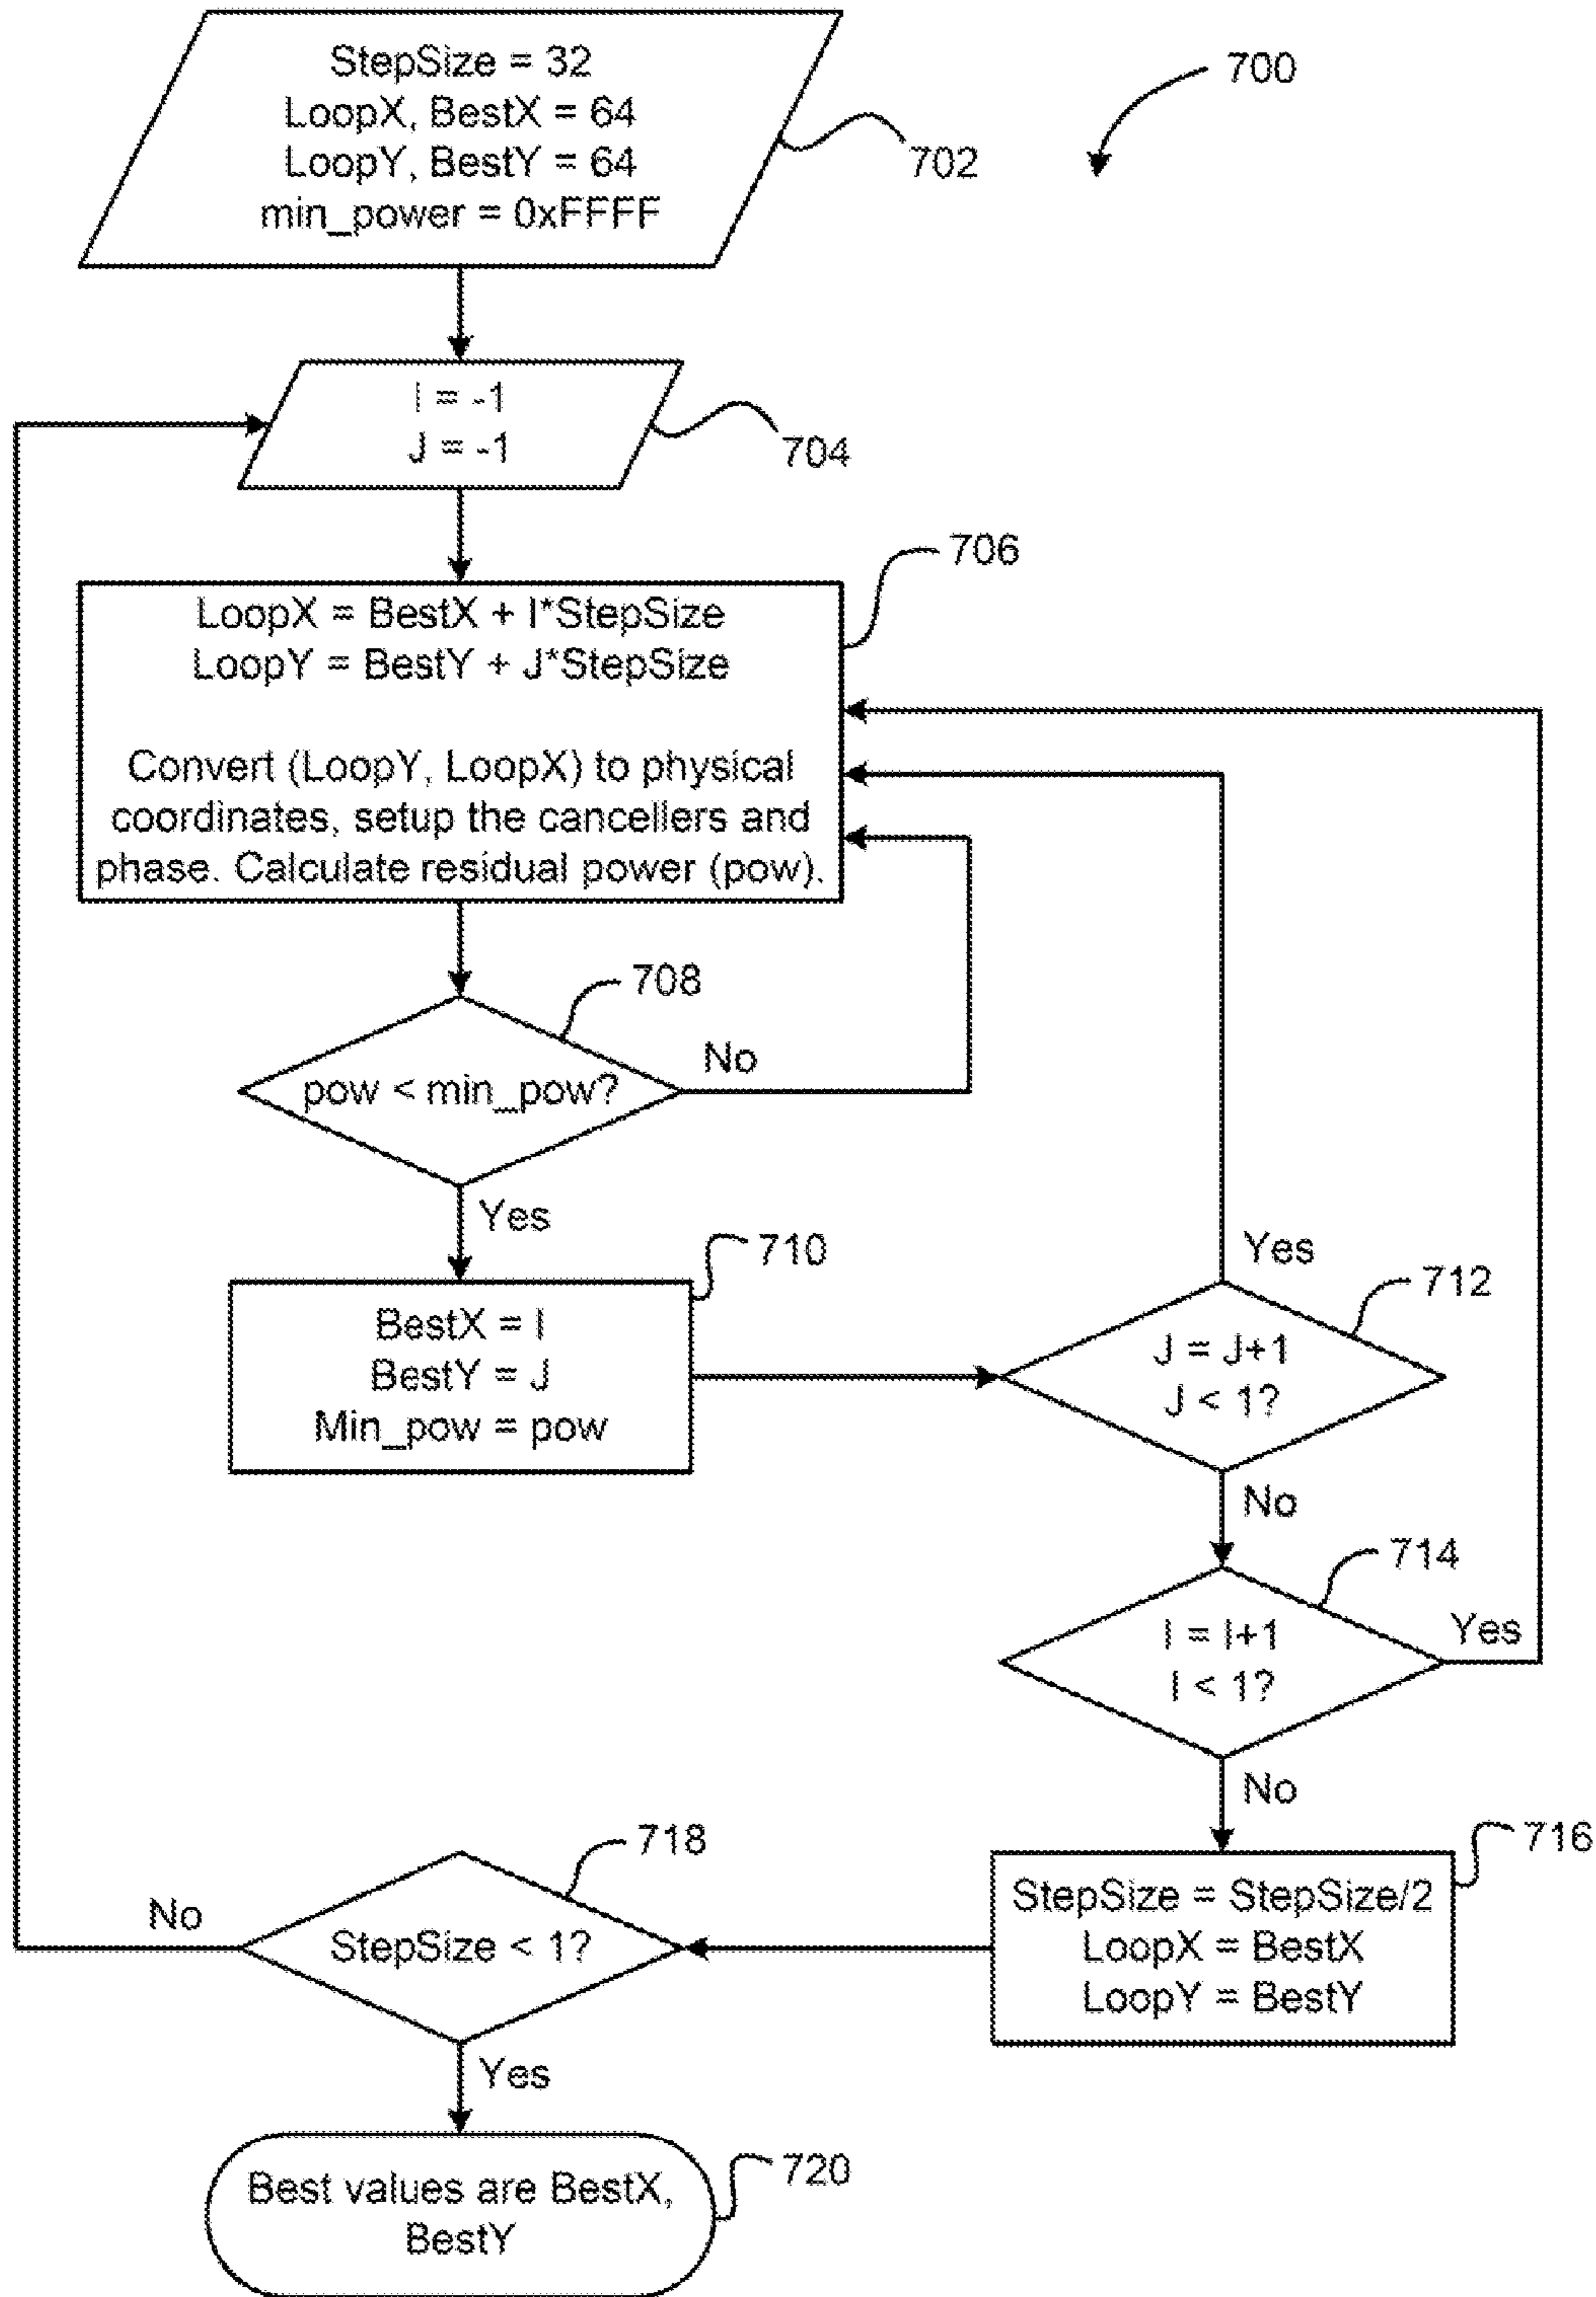 StepSize = 32
LoopX, BestX = 64
LoopY, BestY = 64
min_power = 0xFFFF
700
702
I = -1
J = -1
704
706
LoopX = BestX + I*StepSize
LoopY = BestY + J*StepSize
Convert (LoopY, LoopX) to physical
coordinates, setup the cancellers and
phase. Calculate residual power (pow).
708
pow < min_pow?
No
Yes
710
BestX = I
BestY = J
Min_pow = pow
Yes
712
J = J+1
J < 1?
No
714
I = I+1
I < 1?
Yes
No
716
StepSize = StepSize/2
LoopX = BestX
LoopY = BestY
718
StepSize < 1?
No
Yes
720
Best values are BestX,
BestY